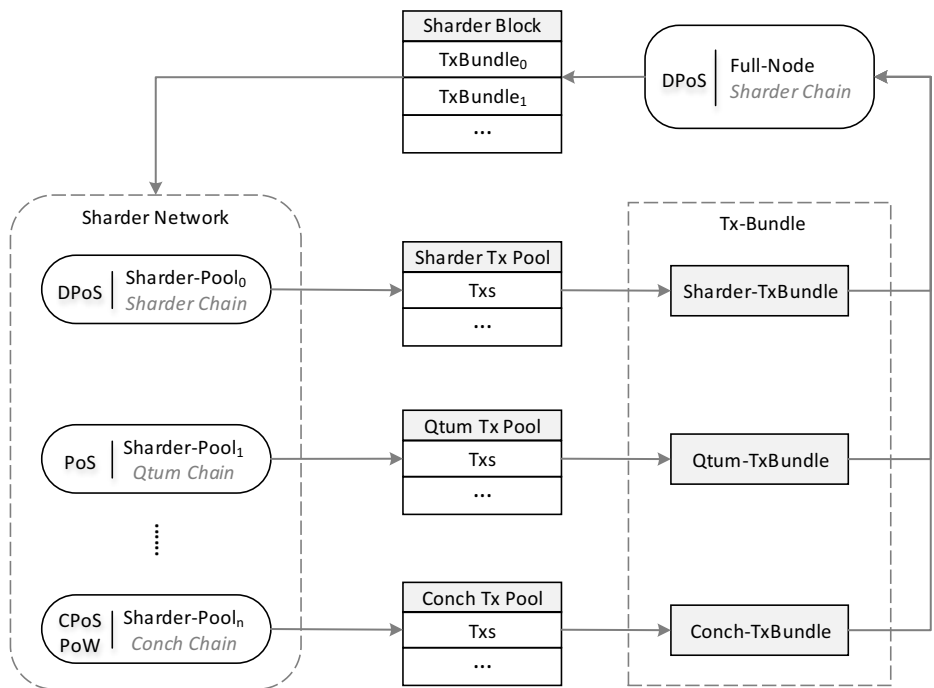 Sharder Block
TxBundle₀
TxBundle₁
...
DPoS
Full-Node
Sharder Chain
Sharder Network
Tx-Bundle
DPoS
Sharder-Pool₀
Sharder Chain
Sharder Tx Pool
Txs
...
Sharder-TxBundle
PoS
Sharder-Pool₁
Qtum Chain
Qtum Tx Pool
Txs
...
Qtum-TxBundle
CPoS
PoW
Sharder-Poolₙ
Conch Chain
Conch Tx Pool
Txs
...
Conch-TxBundle